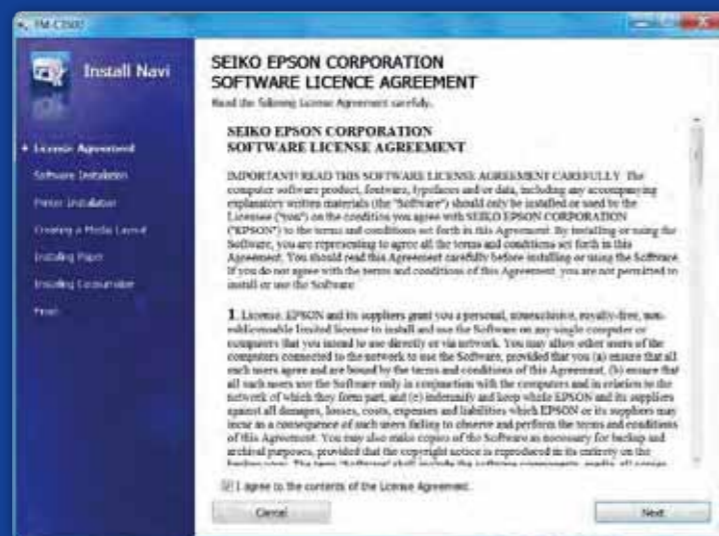 TM-C3500
Install Navi
License Agreement
Software Installation
Printer Installation
Creating a Media Layout
Installing Paper
Installing Consumables
Finish
SEIKO EPSON CORPORATION
SOFTWARE LICENCE AGREEMENT
Read the following License Agreement carefully.
SEIKO EPSON CORPORATION
SOFTWARE LICENSE AGREEMENT
IMPORTANT! READ THIS SOFTWARE LICENSE AGREEMENT CAREFULLY. The
computer software product, fontware, typefaces and/or data, including any accompanying
explanatory written materials (the "Software") should only be installed or used by the
Licensee ("you") on the condition you agree with SEIKO EPSON CORPORATION
("EPSON") to the terms and conditions set forth in this Agreement. By installing or using the
Software, you are representing to agree all the terms and conditions set forth in this
Agreement. You should read this Agreement carefully before installing or using the Software.
If you do not agree with the terms and conditions of this Agreement, you are not permitted to
install or use the Software.
1. License. EPSON and its suppliers grant you a personal, nonexclusive, royalty-free, non-
sublicensable limited license to install and use the Software on any single computer or
computers that you intend to use directly or via network. You may allow other users of the
computers connected to the network to use the Software, provided that you (a) ensure that all
such users agree and are bound by the terms and conditions of this Agreement, (b) ensure that
all such users use the Software only in conjunction with the computers and in relation to the
network of which they form part, and (c) indemnify and keep whole EPSON and its suppliers
against all damages, losses, costs, expenses and liabilities which EPSON or its suppliers may
incur as a consequence of such users failing to observe and perform the terms and conditions
of this Agreement. You may also make copies of the Software as necessary for backup and
archival purposes, provided that the copyright notice is reproduced in its entirety on the
backup copy. The term "Software" shall include the software components, media, all copies
I agree to the contents of the License Agreement.
Cancel
Next